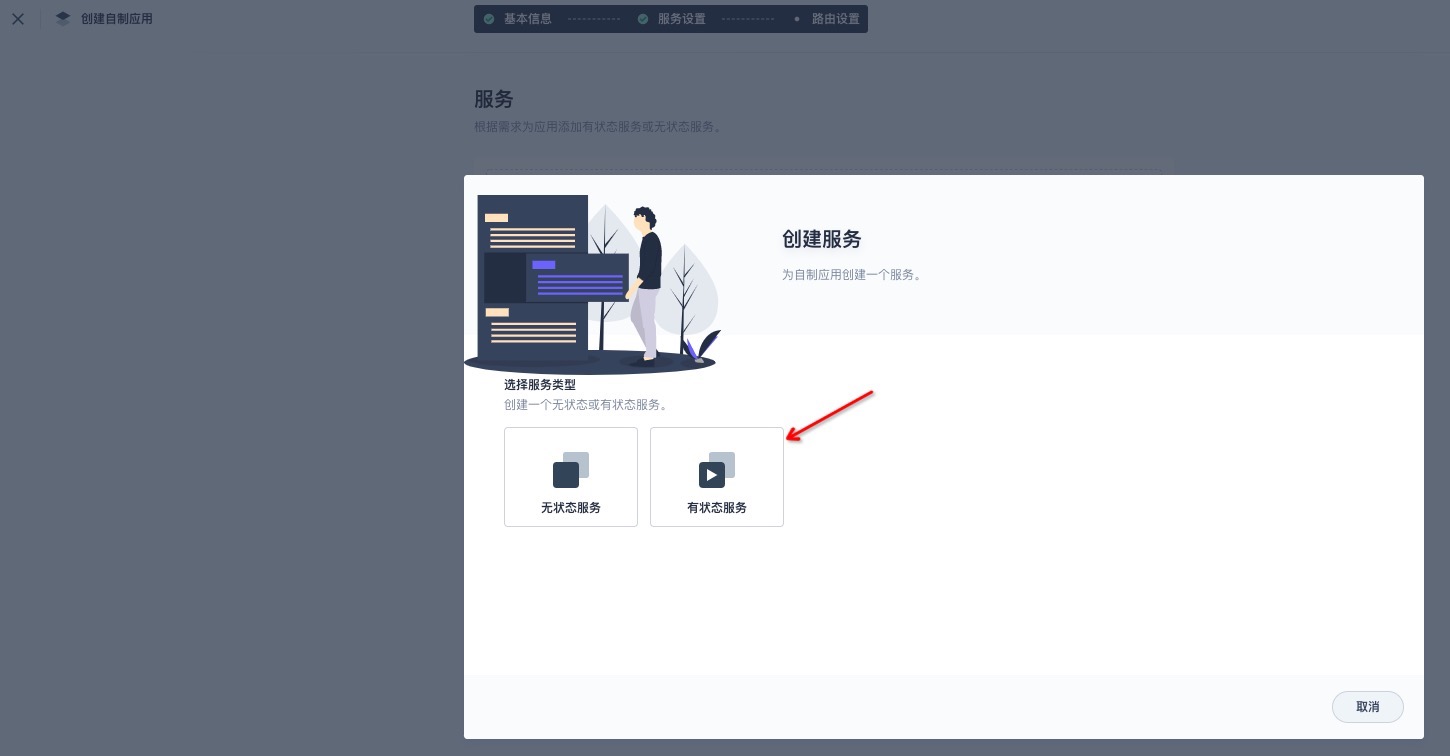 创建自制应用
基本信息
服务设置
路由设置
服务
根据需求为应用添加有状态服务或无状态服务。
创建服务
为自制应用创建一个服务。
选择服务类型
创建一个无状态或有状态服务。
无状态服务
有状态服务
取消